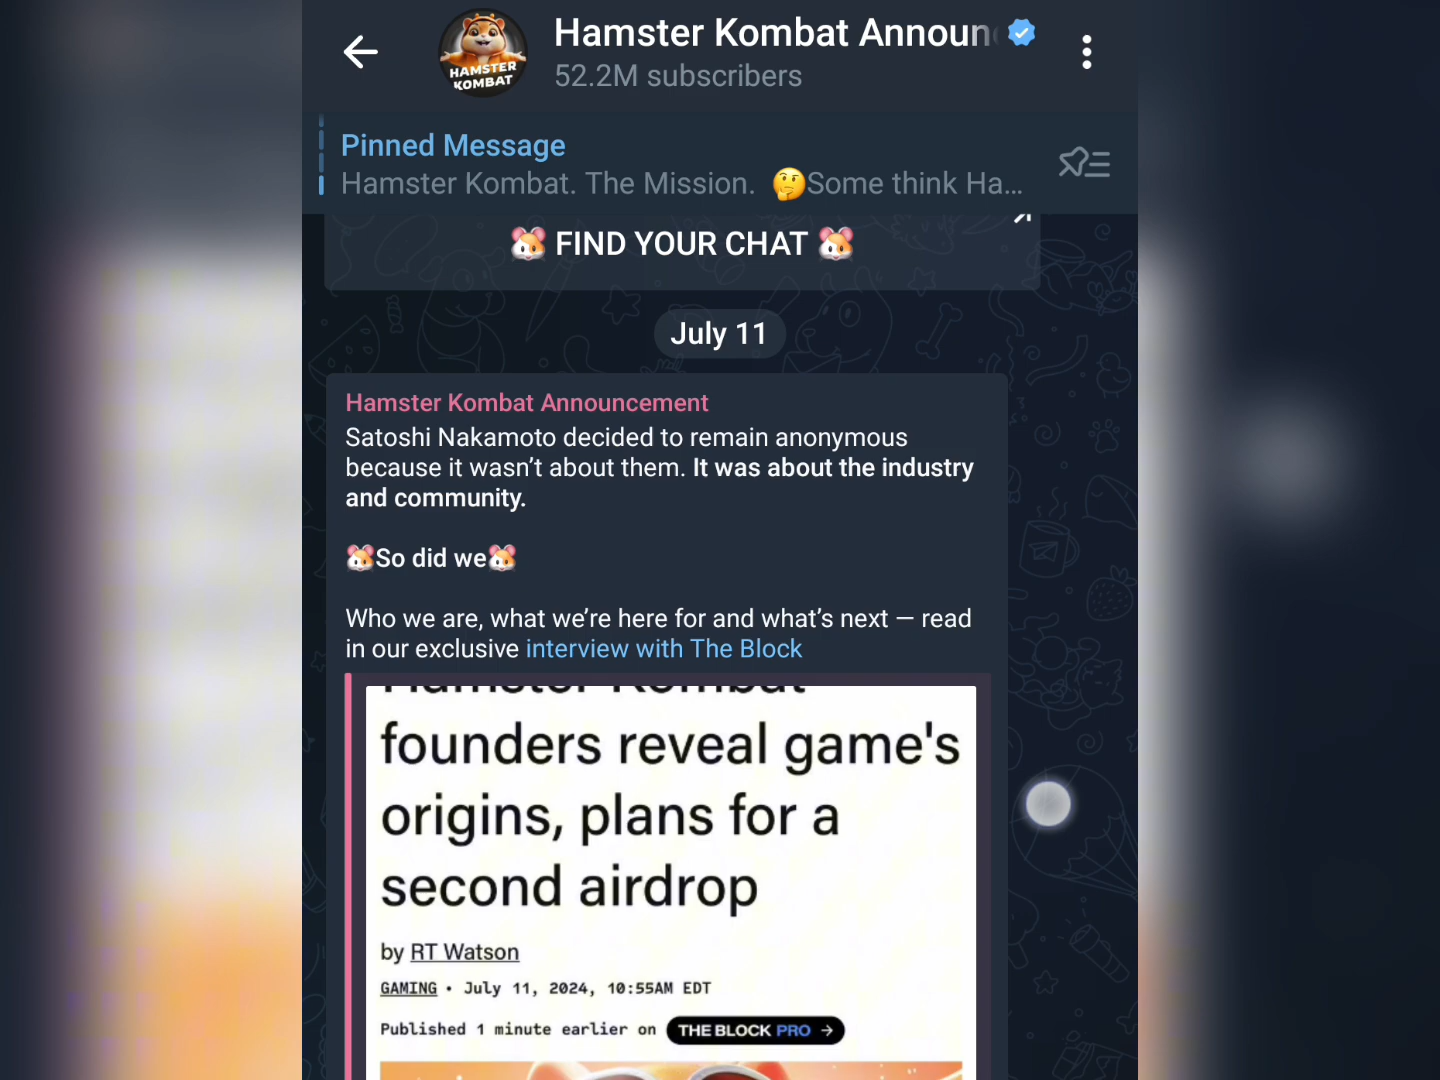 Hamster Kombat Announ
52.2M subscribers
HAMSTER
KOMBAT
Pinned Message
Hamster Kombat. The Mission. 🤔Some think Ha...
🐹 FIND YOUR CHAT 🐹
July 11
Hamster Kombat Announcement
Satoshi Nakamoto decided to remain anonymous
because it wasn’t about them. It was about the industry
and community.
🐹So did we🐹
Who we are, what we’re here for and what’s next — read
in our exclusive interview with The Block
Hamster Kombat
founders reveal game's
origins, plans for a
second airdrop
by RT Watson
GAMING • July 11, 2024, 10:55AM EDT
Published 1 minute earlier on THE BLOCK PRO →